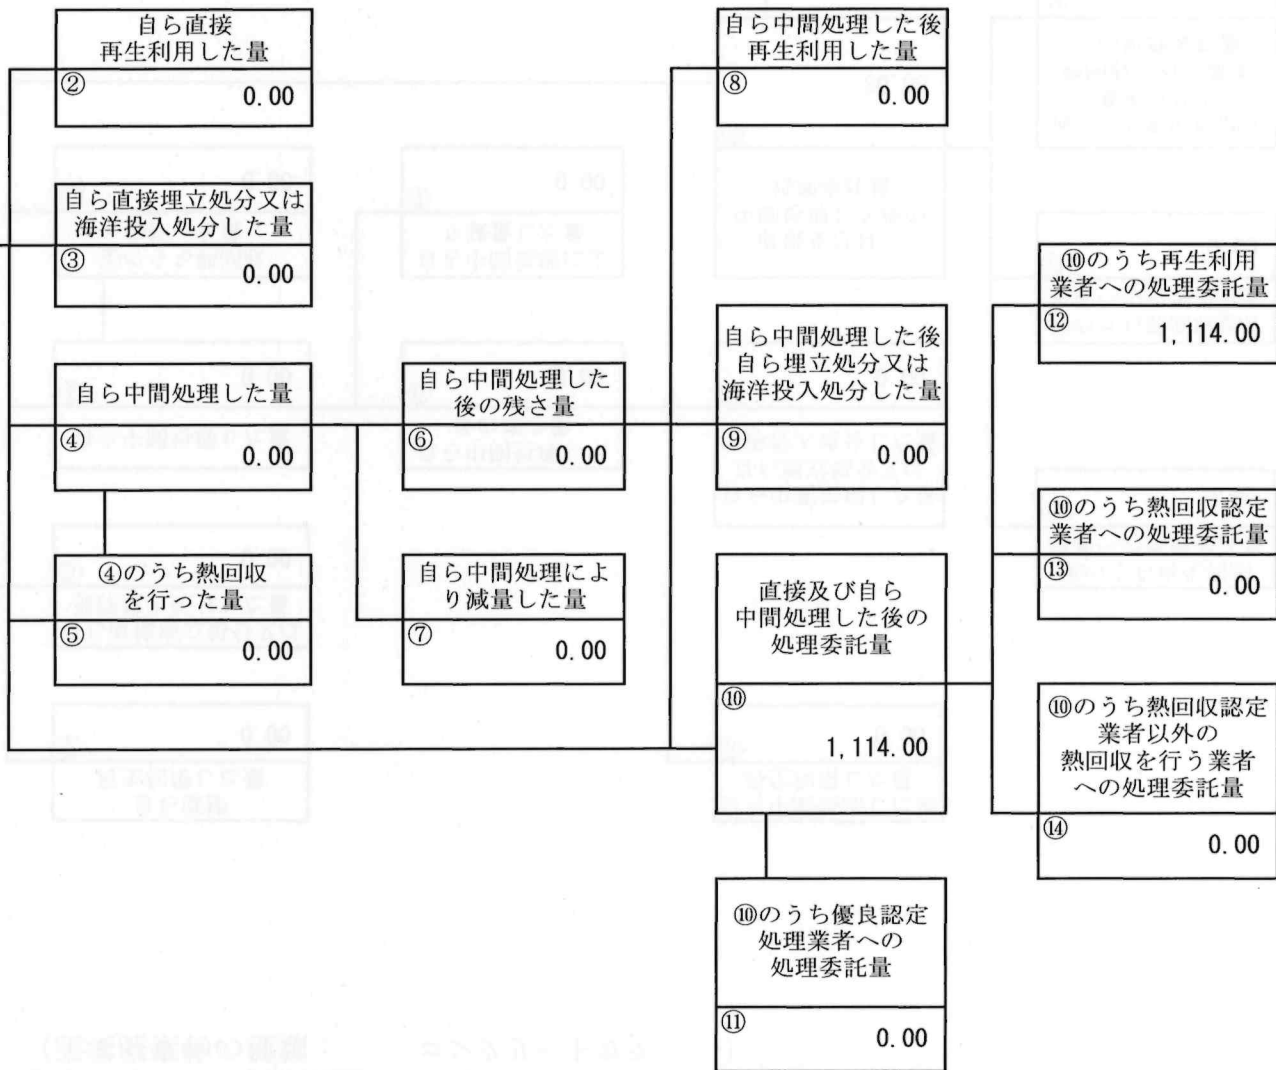 自ら直接
再生利用した量
②
0.00
自ら直接埋立処分又は
海洋投入処分した量
③
0.00
自ら中間処理した量
④
0.00
④のうち熱回収
を行った量
⑤
0.00
自ら中間処理した
後の残さ量
⑥
0.00
自ら中間処理によ
り減量した量
⑦
0.00
自ら中間処理した後
再生利用した量
⑧
0.00
自ら中間処理した後
自ら埋立処分又は
海洋投入処分した量
⑨
0.00
直接及び自ら
中間処理した後の
処理委託量
⑩
1,114.00
⑩のうち優良認定
処理業者への
処理委託量
⑪
0.00
⑩のうち再生利用
業者への処理委託量
⑫
1,114.00
⑩のうち熱回収認定
業者への処理委託量
⑬
0.00
⑩のうち熱回収認定
業者以外の
熱回収を行う業者
への処理委託量
⑭
0.00